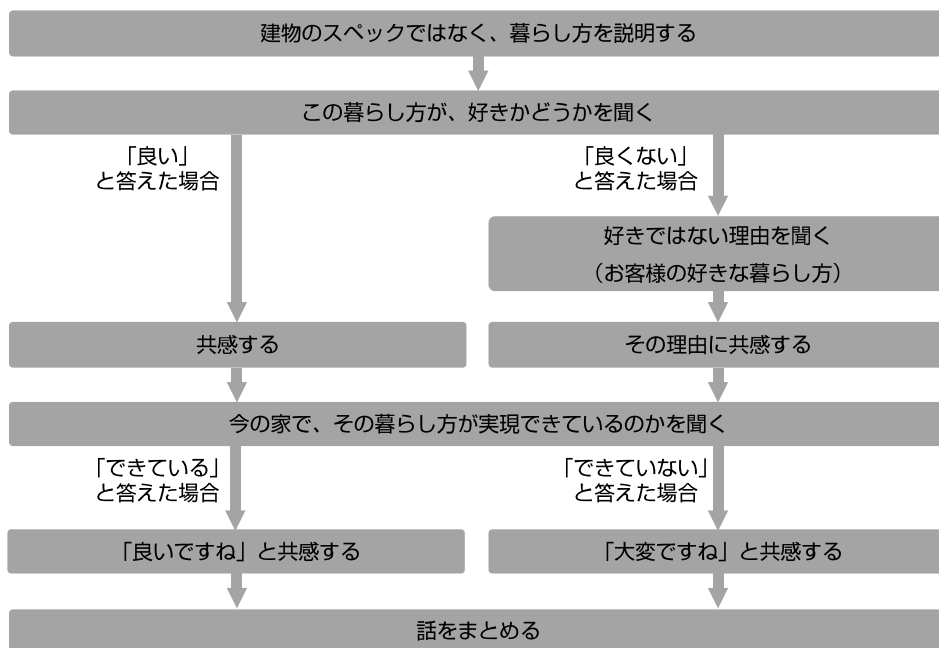 建物のスペックではなく、暮らし方を説明する
この暮らし方が、好きかどうかを聞く
「良い」
と答えた場合
「良くない」
と答えた場合
好きではない理由を聞く
（お客様の好きな暮らし方）
共感する
その理由に共感する
今の家で、その暮らし方が実現できているのかを聞く
「できている」
と答えた場合
「できていない」
と答えた場合
「良いですね」と共感する
「大変ですね」と共感する
話をまとめる